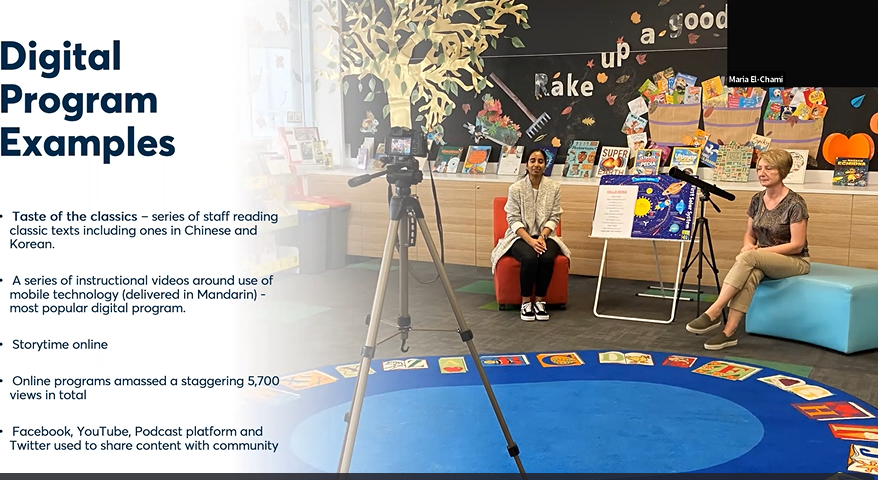 Digital
Program
Examples
• Taste of the classics – series of staff reading
classic texts including ones in Chinese and
Korean.
• A series of instructional videos around use of
mobile technology (delivered in Mandarin) -
most popular digital program.
• Storytime online
• Online programs amassed a staggering 5,700
views in total
• Facebook, YouTube, Podcast platform and
Twitter used to share content with community
Rake up a good
Maria El-Chami
SUPER
ECHIDNA